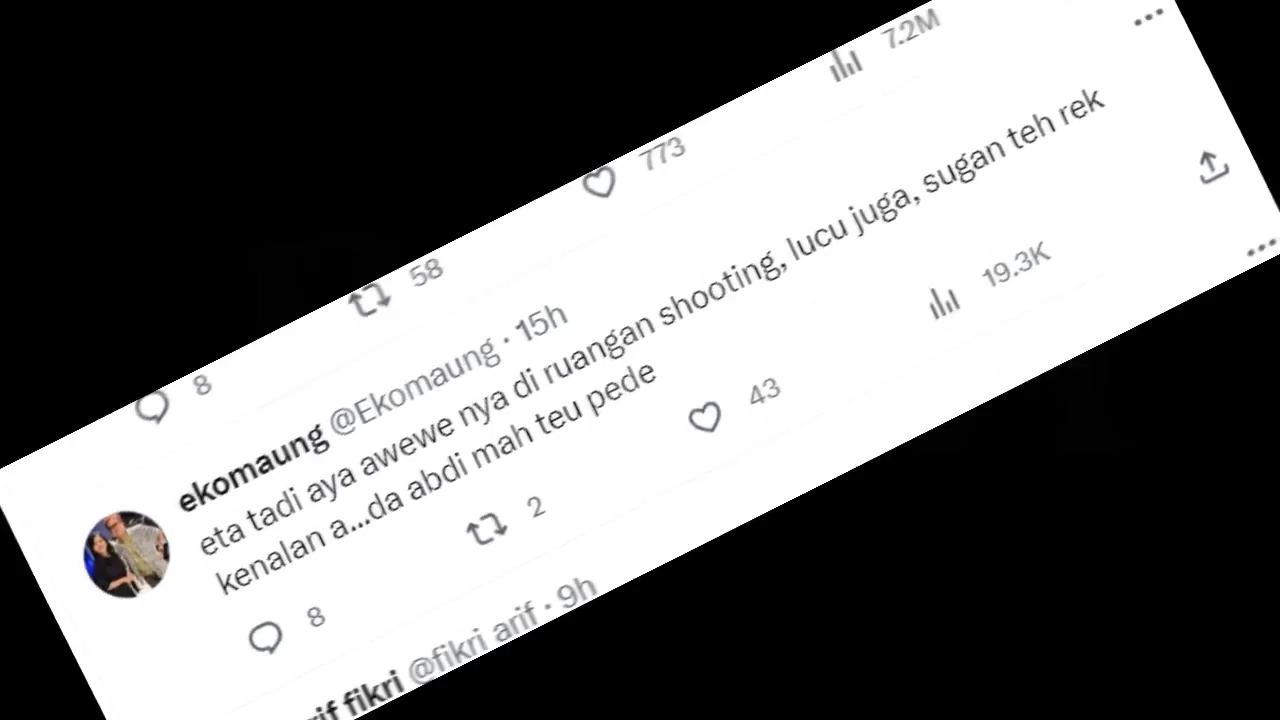 8 58 773 7.2M
ekomaung @Ekomaung · 15h
eta tadi aya awewe nya di ruangan shooting, lucu juga, sugan teh rek
kenalan a...da abdi mah teu pede
8 2 43 19.3K
fikri @fikri arif · 9h